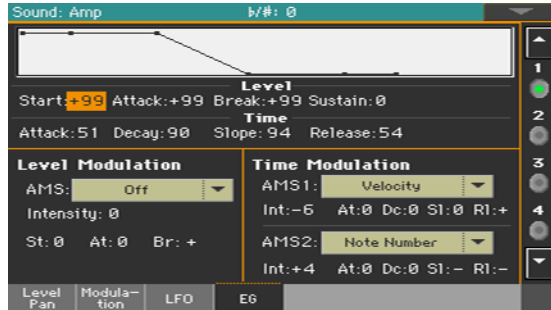 Sound: Amp ♭/#: 0
Level
Start:+99 Attack:+99 Break:+99 Sustain:0
Time
Attack:51 Decay:90 Slope:94 Release:54
Level Modulation
AMS: Off
Intensity: 0
St:0 At:0 Br:+
Time Modulation
AMS1: Velocity
Int:-6 At:0 Dc:0 Sl:0 Rl:+
AMS2: Note Number
Int:+4 At:0 Dc:0 Sl:- Rl:-
1
2
3
4
Level Pan
Modula-tion
LFO
EG